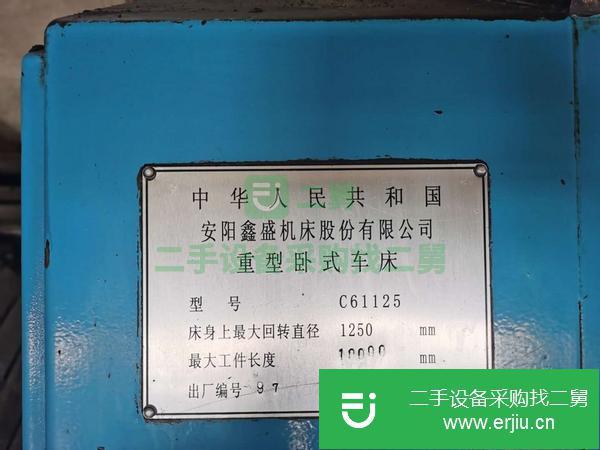 中华人民共和国
安阳鑫盛机床股份有限公司
二手设备采购找二舅
重型卧式车床
型号 C61125
床身上最大回转直径 1250 mm
最大工件长度 10000 mm
出厂编号 97
二手设备采购找二舅
www.erjiu.cn